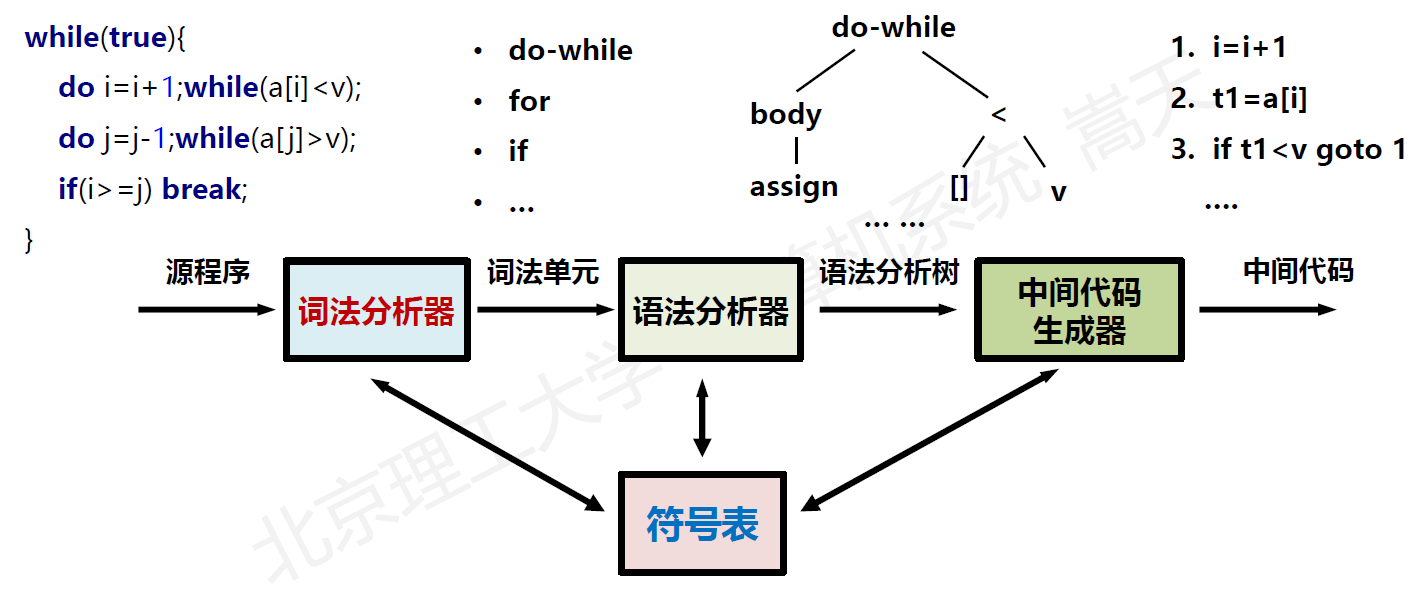 while(true){
do i=i+1;while(a[i]<v);
do j=j-1;while(a[j]>v);
if(i>=j) break;
}
• do-while
• for
• if
• ...
do-while
body
<
assign
[]
v
... ...
1. i=i+1
2. t1=a[i]
3. if t1<v goto 1
....
源程序
词法分析器
词法单元
语法分析器
语法分析树
中间代码
生成器
中间代码
符号表
北京理工大学
算机系统 嵩天